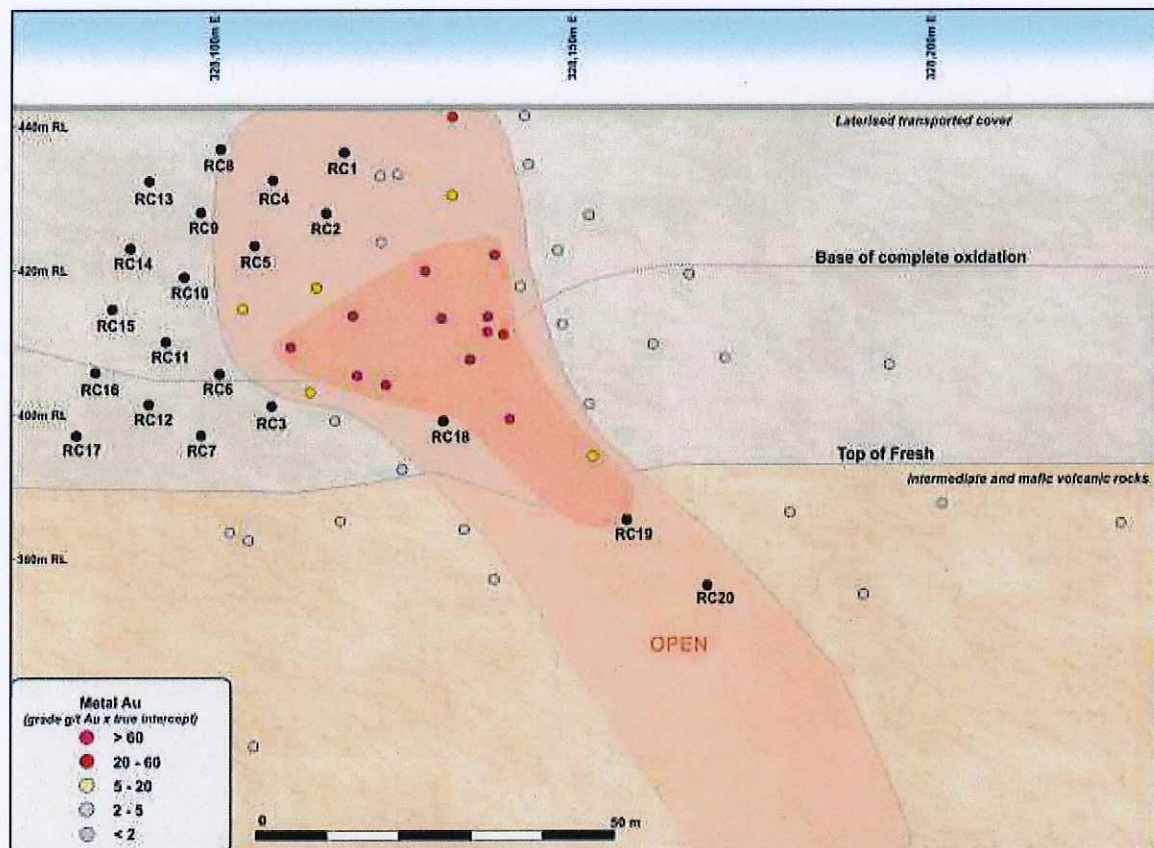 328,100m E
328,150m E
328,200m E
440m RL
Laterised transported cover
RC8
RC1
RC13
RC4
RC9
RC2
RC14
RC5
Base of complete oxidation
420m RL
RC10
RC15
RC11
RC16
RC6
400m RL
RC12
RC3
RC18
RC17
RC7
Top of Fresh
Intermediate and mafic volcanic rocks
RC19
380m RL
RC20
OPEN
Metal Au
(grade g/t Au x true intercept)
> 60
20 - 60
5 - 20
2 - 5
< 2
0
50 m